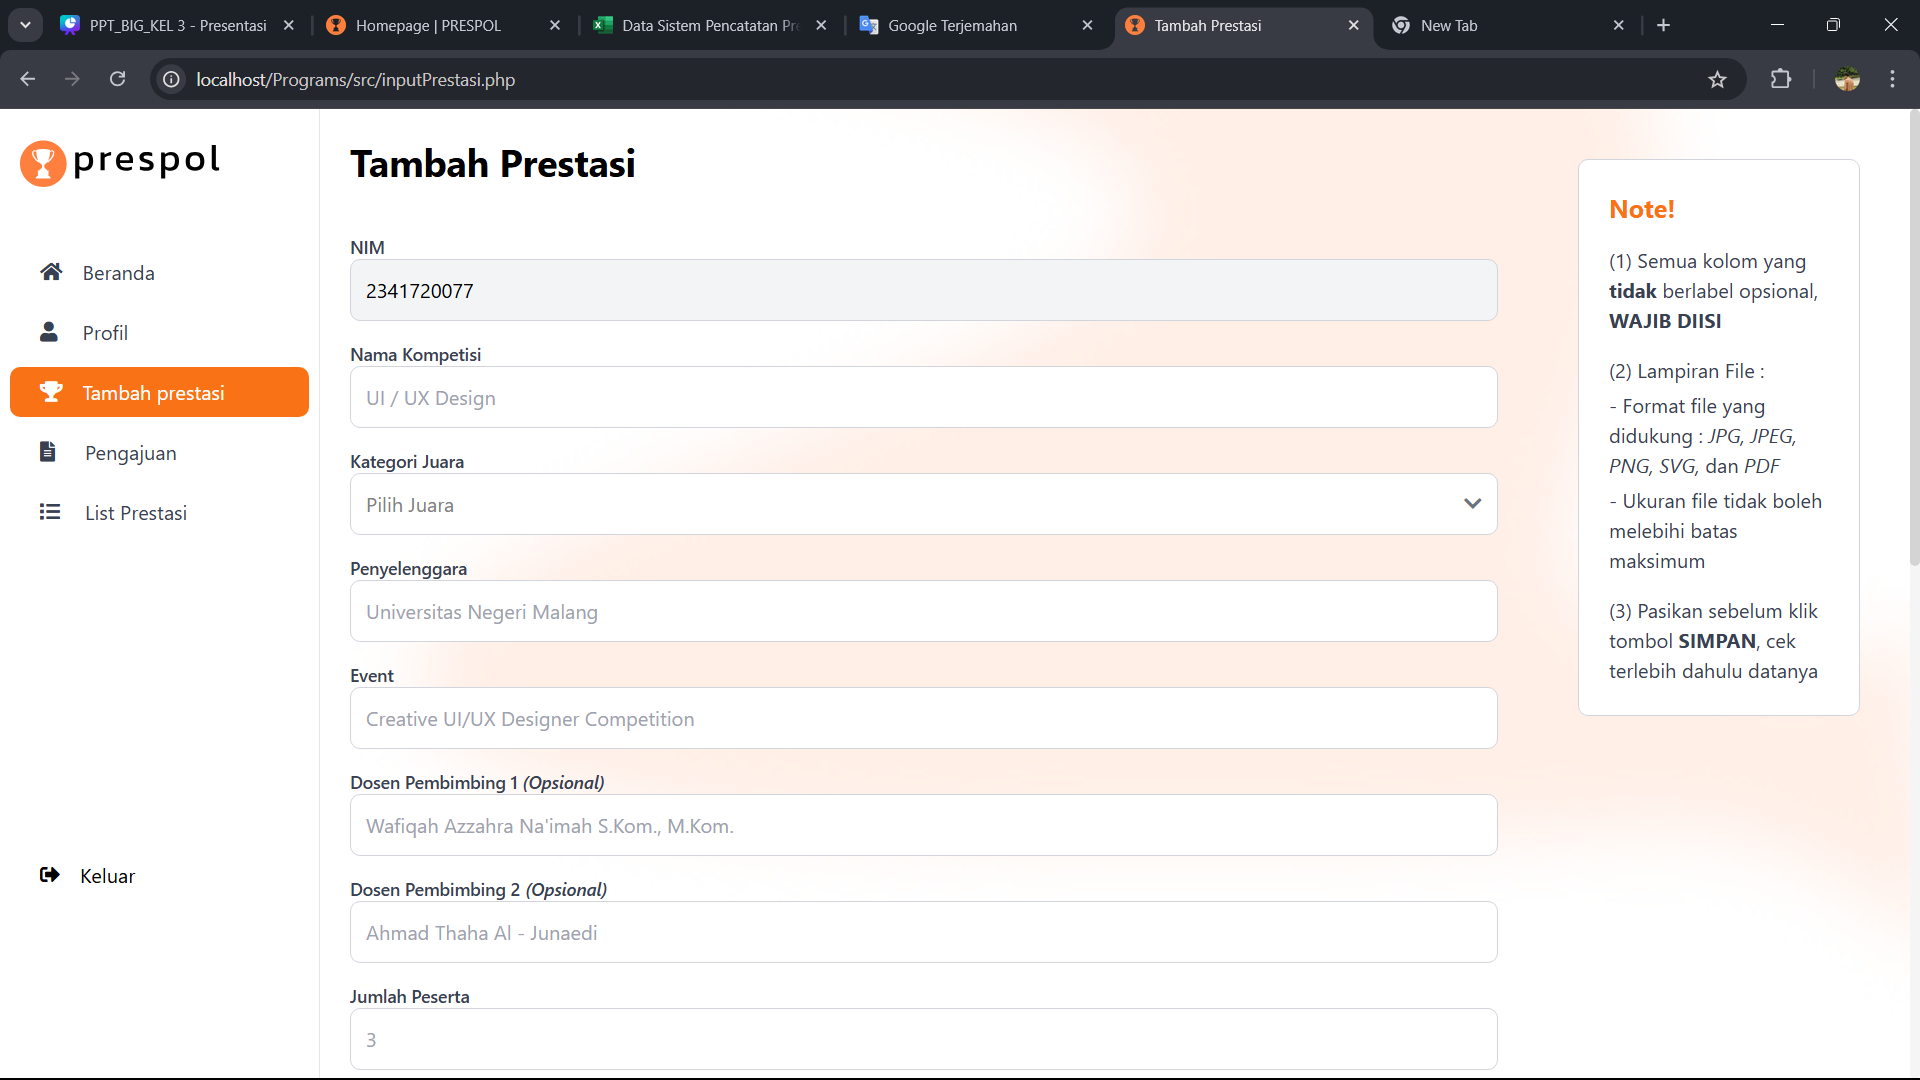 PPT_BIG_KEL 3 - Presentasi
Homepage | PRESPOL
Data Sistem Pencatatan Pre
Google Terjemahan
Tambah Prestasi
New Tab
localhost/Programs/src/inputPrestasi.php
prespol
Beranda
Profil
Tambah prestasi
Pengajuan
List Prestasi
Keluar
Tambah Prestasi
NIM
2341720077
Nama Kompetisi
UI / UX Design
Kategori Juara
Pilih Juara
Penyelenggara
Universitas Negeri Malang
Event
Creative UI/UX Designer Competition
Dosen Pembimbing 1 (Opsional)
Wafiqah Azzahra Na'imah S.Kom., M.Kom.
Dosen Pembimbing 2 (Opsional)
Ahmad Thaha Al - Junaedi
Jumlah Peserta
3
Note!
(1) Semua kolom yang
tidak berlabel opsional,
WAJIB DIISI
(2) Lampiran File :
- Format file yang
didukung : JPG, JPEG,
PNG, SVG, dan PDF
- Ukuran file tidak boleh
melebihi batas
maksimum
(3) Pasikan sebelum klik
tombol SIMPAN, cek
terlebih dahulu datanya